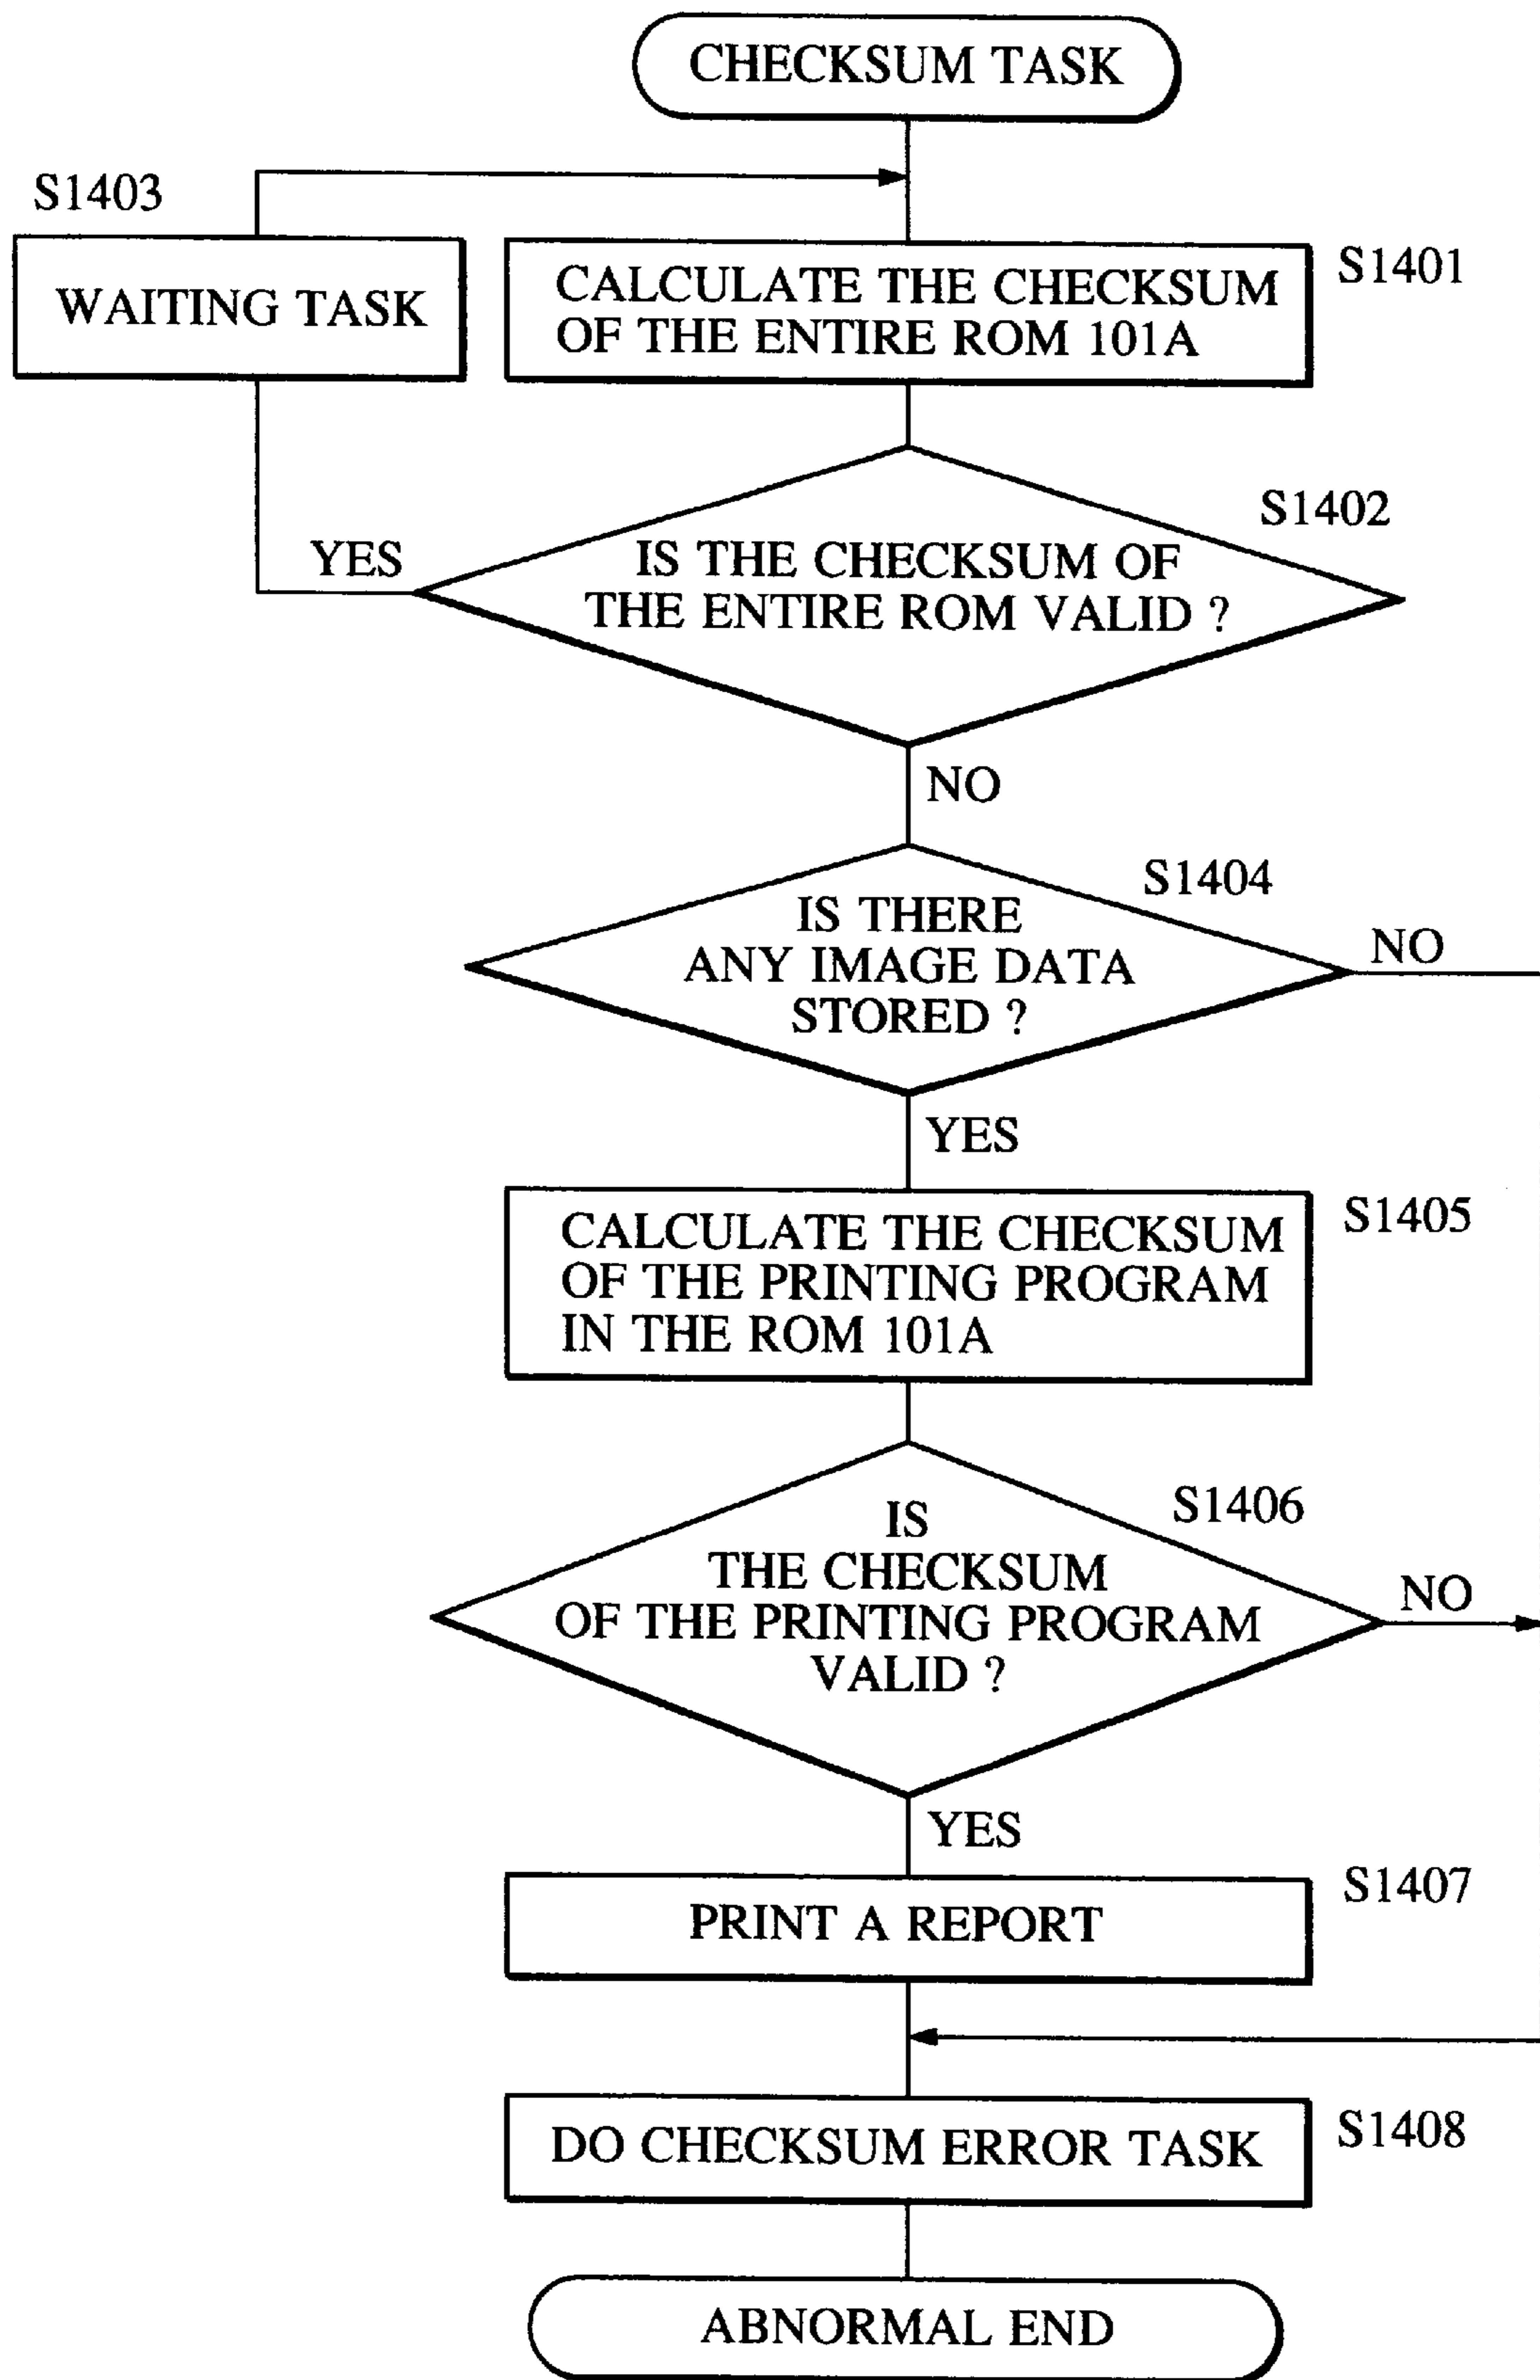 CHECKSUM TASK
S1403
WAITING TASK
CALCULATE THE CHECKSUM
OF THE ENTIRE ROM 101A
S1401
S1402
YES
IS THE CHECKSUM OF
THE ENTIRE ROM VALID ?
NO
S1404
IS THERE
ANY IMAGE DATA
STORED ?
NO
YES
CALCULATE THE CHECKSUM
OF THE PRINTING PROGRAM
IN THE ROM 101A
S1405
S1406
IS
THE CHECKSUM
OF THE PRINTING PROGRAM
VALID ?
NO
YES
S1407
PRINT A REPORT
DO CHECKSUM ERROR TASK
S1408
ABNORMAL END